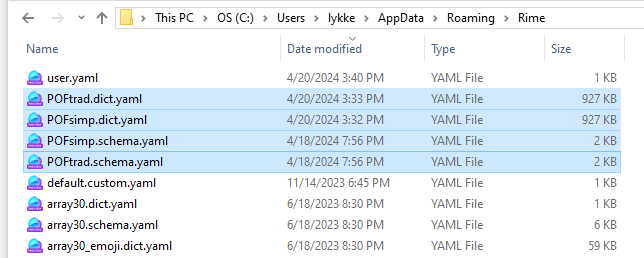 This PC > OS (C:) > Users > lykke > AppData > Roaming > Rime
Name Date modified Type Size
user.yaml 4/20/2024 3:40 PM YAML File 1 KB
POFtrad.dict.yaml 4/20/2024 3:33 PM YAML File 927 KB
POFsimp.dict.yaml 4/20/2024 3:32 PM YAML File 927 KB
POFsimp.schema.yaml 4/18/2024 7:56 PM YAML File 2 KB
POFtrad.schema.yaml 4/18/2024 7:56 PM YAML File 2 KB
default.custom.yaml 11/14/2023 6:45 PM YAML File 1 KB
array30.dict.yaml 6/18/2023 8:30 PM YAML File 1 KB
array30.schema.yaml 6/18/2023 8:30 PM YAML File 6 KB
array30_emoji.dict.yaml 6/18/2023 8:30 PM YAML File 59 KB